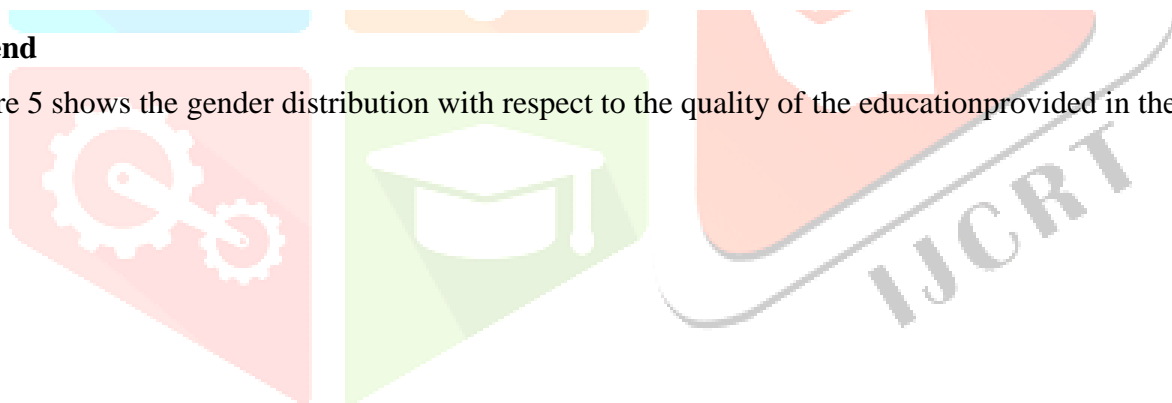 end
re 5 shows the gender distribution with respect to the quality of the educationprovided in the
IJCRT